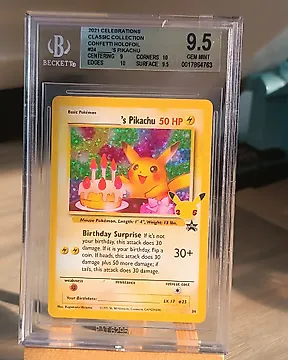 2021 CELEBRATIONS
CLASSIC COLLECTION
CONFETTI HOLOFOIL
#24 'S PIKACHU
CENTERING 9 CORNERS 10
EDGES 10 SURFACE 9.5
BECKETT
9.5
GEM MINT
0017864763
Basic Pokémon
's Pikachu 50 HP
Mouse Pokémon, Length: 1' 4", Weight: 13 lbs.
Birthday Surprise If it's not
your birthday, this attack does 30
damage. If it is your birthday, flip a
coin. If heads, this attack does 30
damage plus 50 more damage; if
tails, this attack does 30 damage.
30+
weakness
resistance
retreat cost
Your Birthday:
LV. 17 #25
24